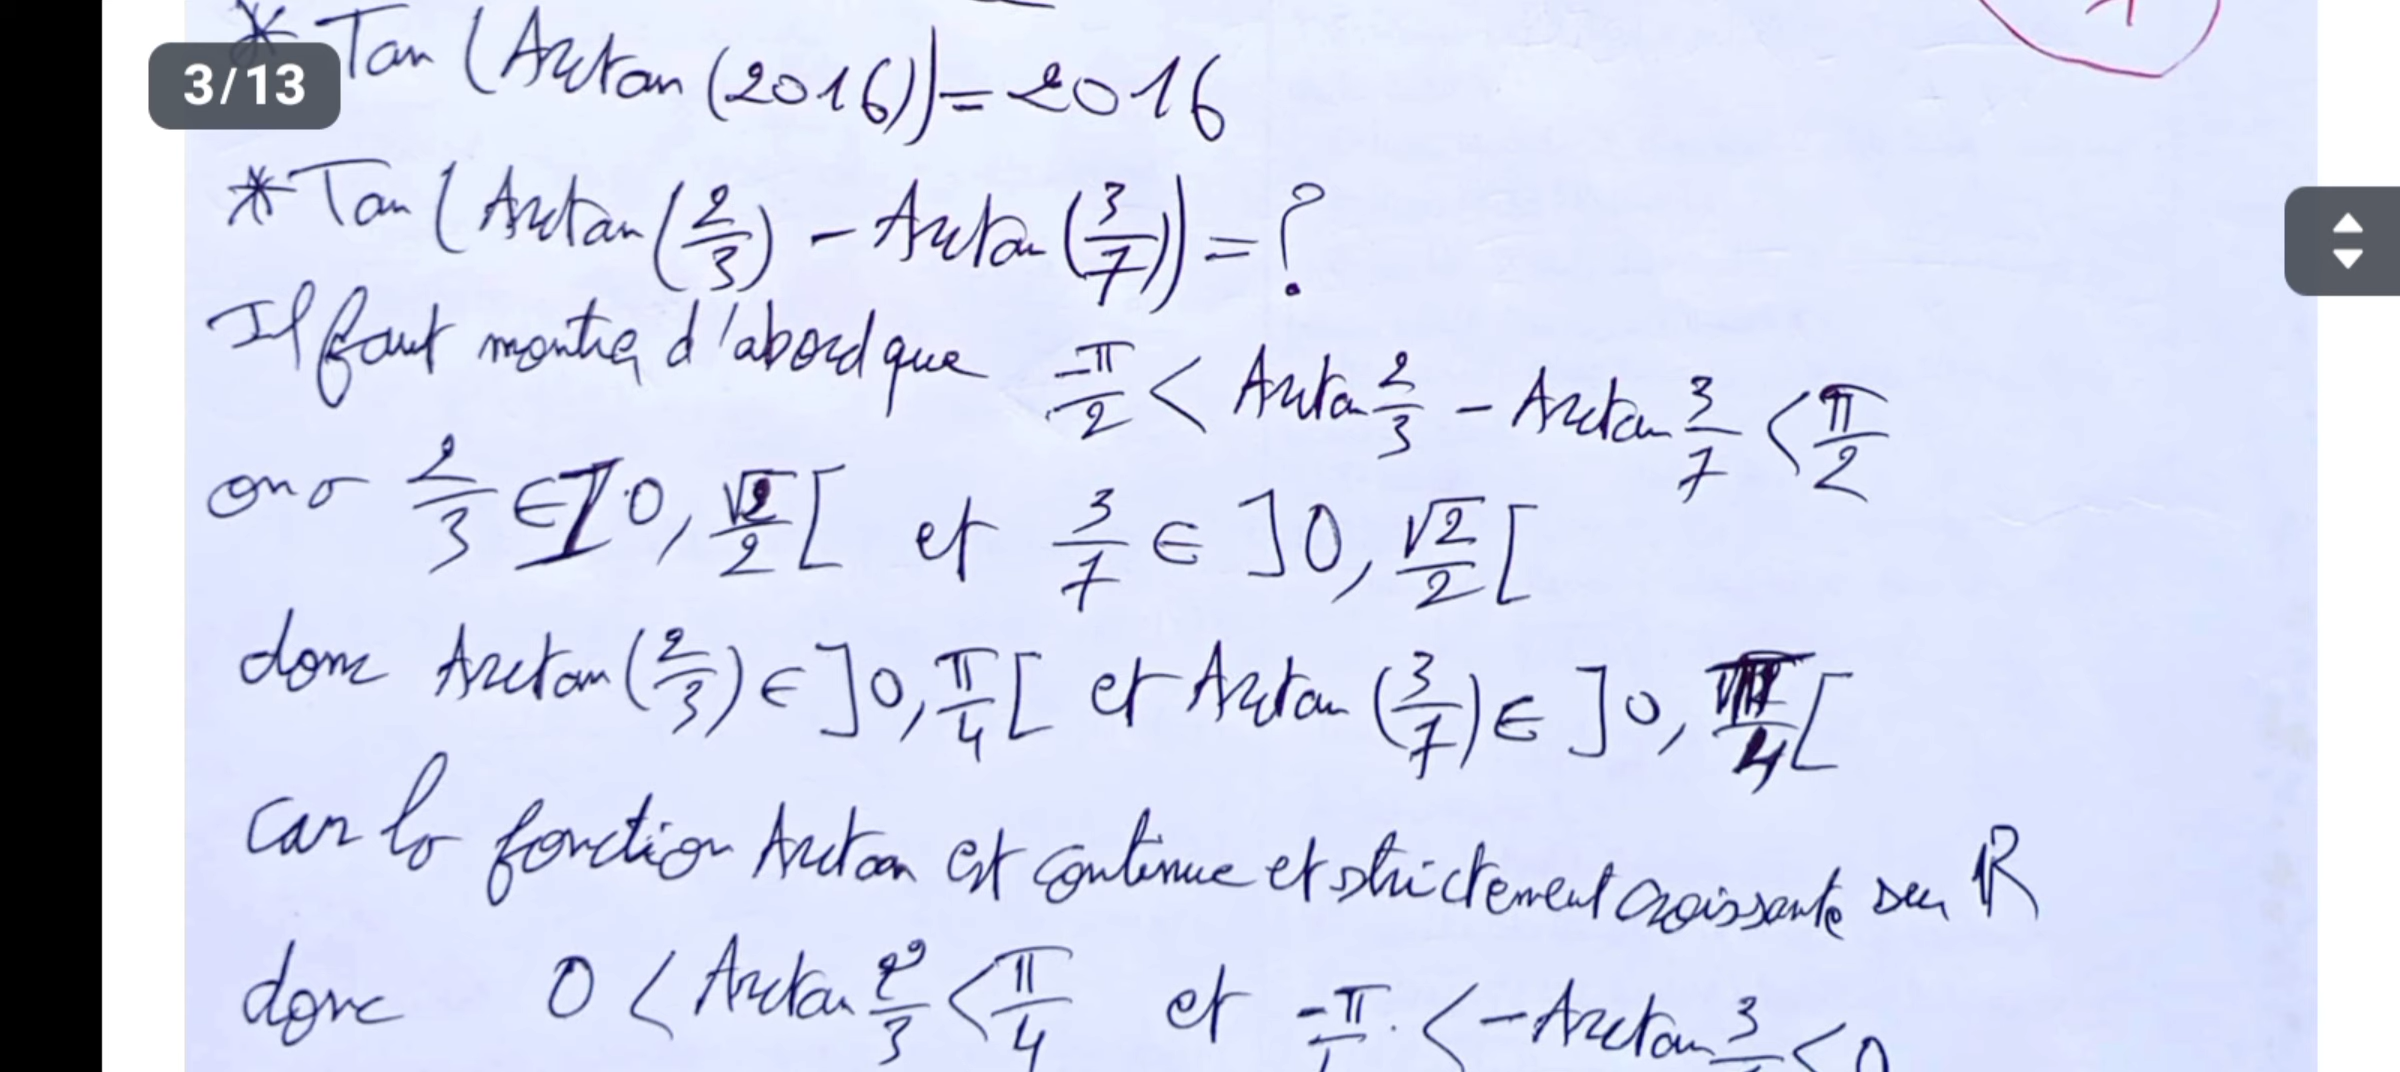 * Tan (Arctan (2016)) = 2016
3/13
* Tan (Arctan (2/3) - Arctan (3/7)) = ?
Il faut montrer d'abord que -π/2 < Arctan 2/3 - Arctan 3/7 < π/2
on a 2/3 ∈ ]0, √2/2[ et 3/7 ∈ ]0, √2/2[
donc Arctan (2/3) ∈ ]0, π/4[ et Arctan (3/7) ∈ ]0, π/4[
car la fonction Arctan est continue et strictement croissante sur ℝ
donc 0 < Arctan 2/3 < π/4 et -π < -Arctan 3 < 0